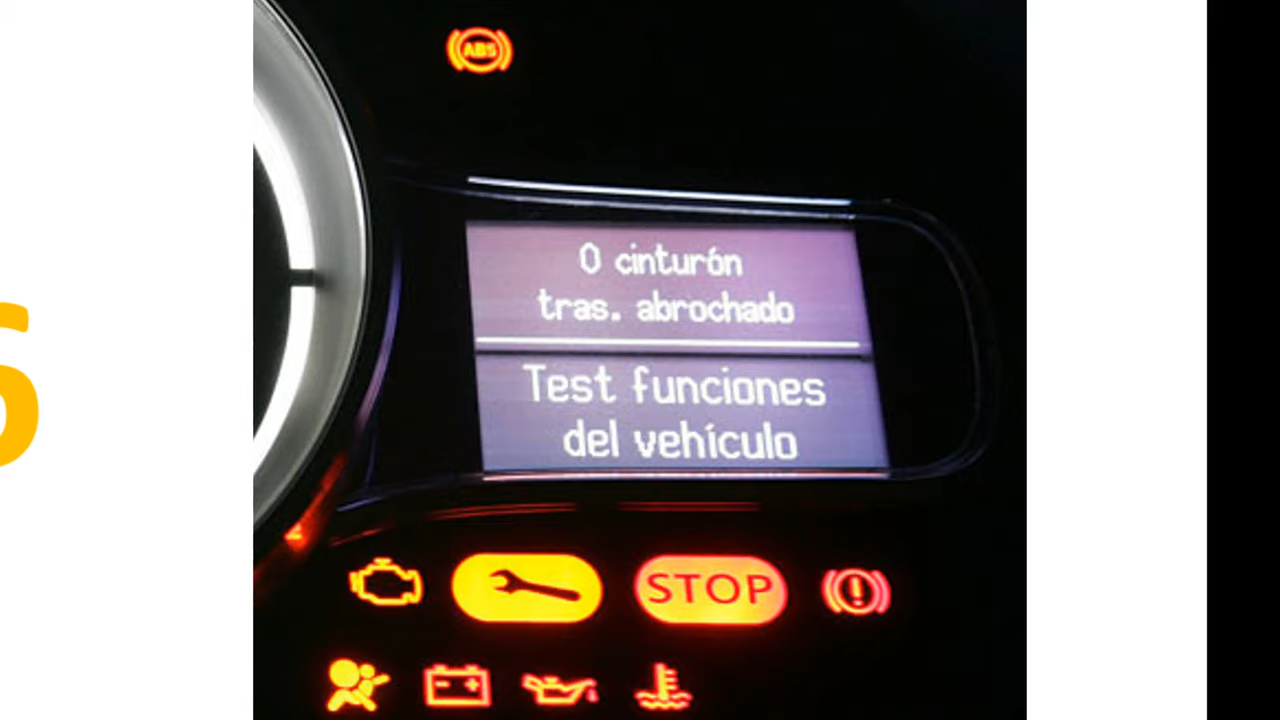 ABS
0 cinturón
tras. abrochado
Test funciones
del vehículo
STOP